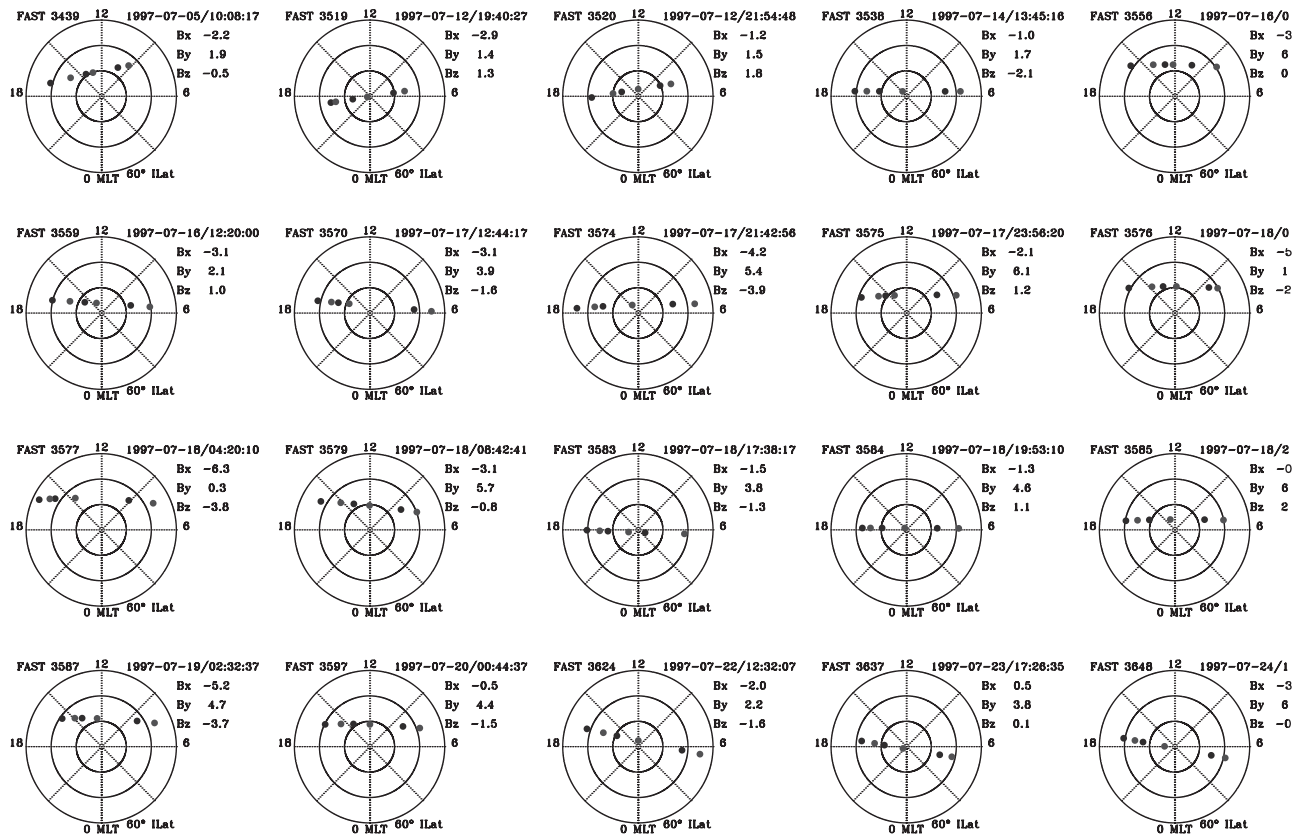 FAST 3439 12 1997-07-05/10:08:17
Bx -2.2
By 1.9
Bz -0.5
18 6
0 MLT 60° ILat
FAST 3519 12 1997-07-12/19:40:27
Bx -2.9
By 1.4
Bz 1.3
18 6
0 MLT 60° ILat
FAST 3520 12 1997-07-12/21:54:48
Bx -1.2
By 1.5
Bz 1.8
18 6
0 MLT 60° ILat
FAST 3538 12 1997-07-14/13:45:16
Bx -1.0
By 1.7
Bz -2.1
18 6
0 MLT 60° ILat
FAST 3556 12 1997-07-16/0
Bx -3
By 6
Bz 0
18 6
0 MLT 60° ILat
FAST 3559 12 1997-07-16/12:20:00
Bx -3.1
By 2.1
Bz 1.0
18 6
0 MLT 60° ILat
FAST 3570 12 1997-07-17/12:44:17
Bx -3.1
By 3.9
Bz -1.6
18 6
0 MLT 60° ILat
FAST 3574 12 1997-07-17/21:42:56
Bx -4.2
By 5.4
Bz -3.9
18 6
0 MLT 60° ILat
FAST 3575 12 1997-07-17/23:56:20
Bx -2.1
By 6.1
Bz 1.2
18 6
0 MLT 60° ILat
FAST 3576 12 1997-07-18/0
Bx -5
By 1
Bz -2
18 6
0 MLT 60° ILat
FAST 3577 12 1997-07-18/04:20:10
Bx -6.3
By 0.3
Bz -3.8
18 6
0 MLT 60° ILat
FAST 3579 12 1997-07-18/08:42:41
Bx -3.1
By 5.7
Bz -0.8
18 6
0 MLT 60° ILat
FAST 3583 12 1997-07-18/17:38:17
Bx -1.5
By 3.8
Bz -1.3
18 6
0 MLT 60° ILat
FAST 3584 12 1997-07-18/19:53:10
Bx -1.3
By 4.6
Bz 1.1
18 6
0 MLT 60° ILat
FAST 3585 12 1997-07-18/2
Bx -0
By 6
Bz 2
18 6
0 MLT 60° ILat
FAST 3587 12 1997-07-19/02:32:37
Bx -5.2
By 4.7
Bz -3.7
18 6
0 MLT 60° ILat
FAST 3597 12 1997-07-20/00:44:37
Bx -0.5
By 4.4
Bz -1.5
18 6
0 MLT 60° ILat
FAST 3624 12 1997-07-22/12:32:07
Bx -2.0
By 2.2
Bz -1.6
18 6
0 MLT 60° ILat
FAST 3637 12 1997-07-23/17:26:35
Bx 0.5
By 3.8
Bz 0.1
18 6
0 MLT 60° ILat
FAST 3648 12 1997-07-24/1
Bx -3
By 6
Bz -0
18 6
0 MLT 60° ILat